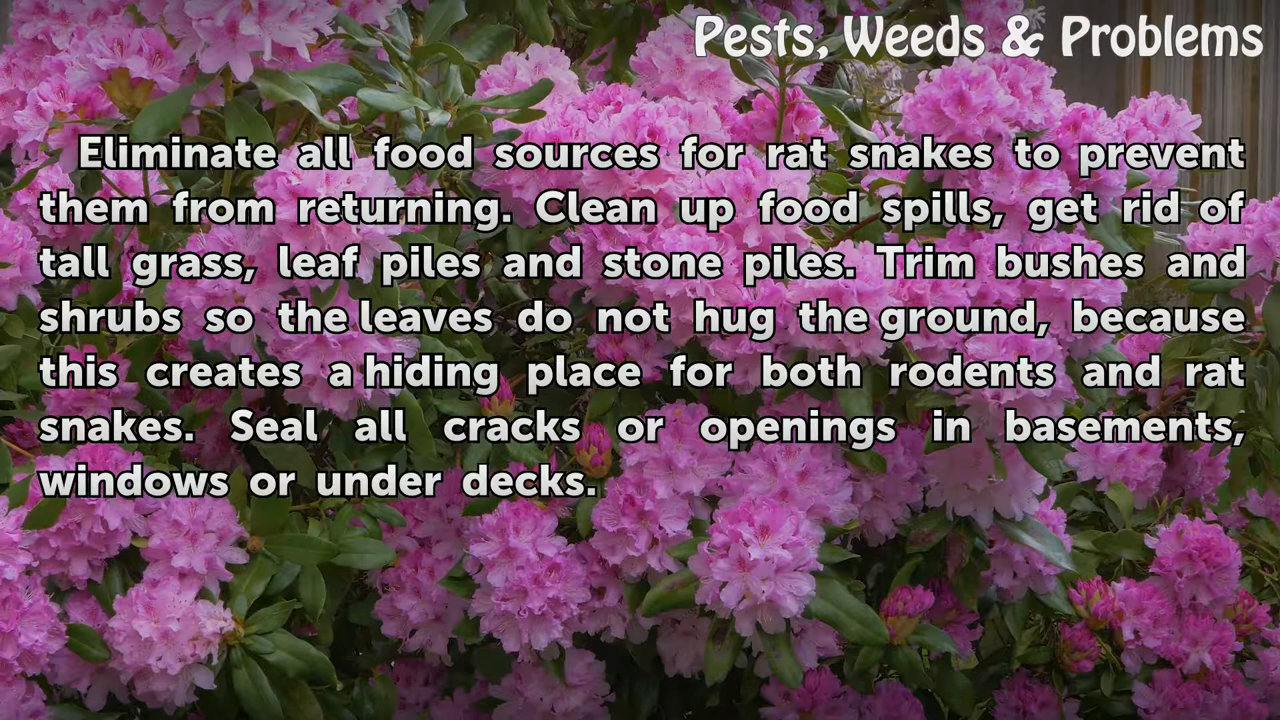 Pests, Weeds & Problems
Eliminate all food sources for rat snakes to prevent
them from returning. Clean up food spills, get rid of
tall grass, leaf piles and stone piles. Trim bushes and
shrubs so the leaves do not hug the ground, because
this creates a hiding place for both rodents and rat
snakes. Seal all cracks or openings in basements,
windows or under decks.